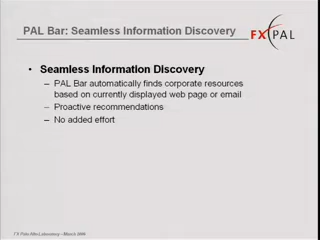 PAL Bar: Seamless Information Discovery
FX PAL
• Seamless Information Discovery
– PAL Bar automatically finds corporate resources
based on currently displayed web page or email
– Proactive recommendations
– No added effort
FX Palo Alto Laboratory - March 2006